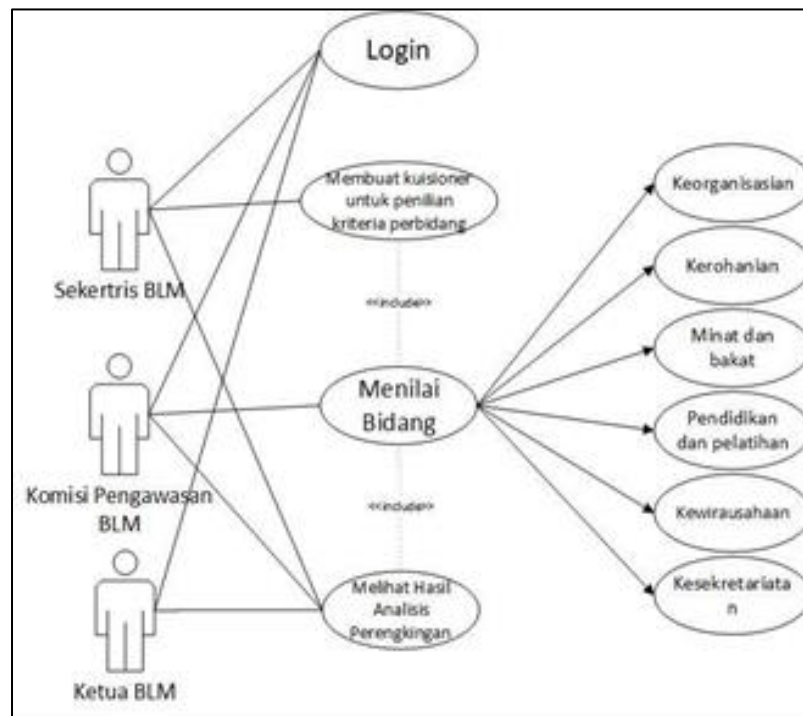 Login
Membuat kuisioner
untuk penilian
kriteria perbidang
Sekertris BLM
<<include>>
Menilai
Bidang
Komisi Pengawasan
BLM
<<include>>
Melihat Hasil
Analisis
Perengkingan
Ketua BLM
Keorganisasian
Kerohanian
Minat dan
bakat
Pendidikan
dan pelatihan
Kewirausahaan
Kesekretariata
n